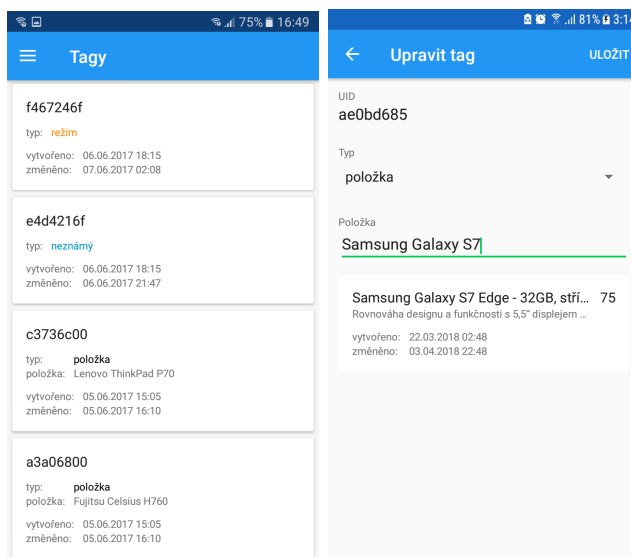 75% 16:49
Tagy
f467246f
typ: režim
vytvořeno: 06.06.2017 18:15
změněno: 07.06.2017 02:08
e4d4216f
typ: neznámý
vytvořeno: 06.06.2017 18:15
změněno: 06.06.2017 21:47
c3736c00
typ: položka
položka: Lenovo ThinkPad P70
vytvořeno: 05.06.2017 15:05
změněno: 05.06.2017 16:10
a3a06800
typ: položka
položka: Fujitsu Celsius H760
vytvořeno: 05.06.2017 15:05
změněno: 05.06.2017 16:10
81% 3:14
Upravit tag ULOŽIT
UID
ae0bd685
Typ
položka
Položka
Samsung Galaxy S7
Samsung Galaxy S7 Edge - 32GB, stří... 75
Rovnováha designu a funkčnosti s 5,5" displejem ...
vytvořeno: 22.03.2018 02:48
změněno: 03.04.2018 22:48